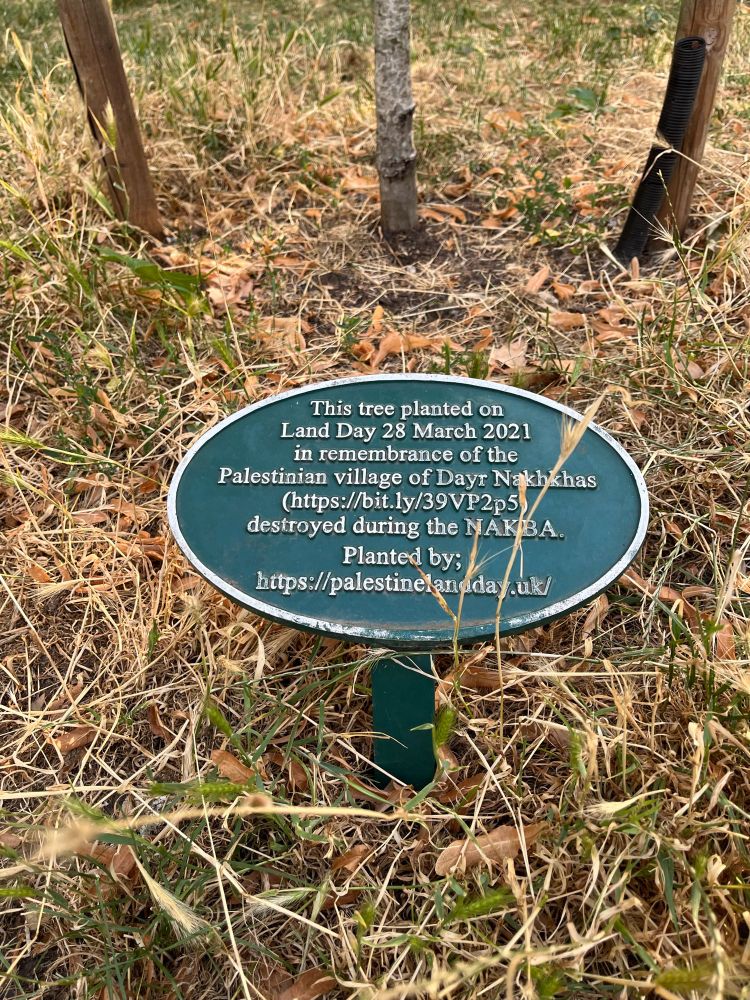 This tree planted on
Land Day 28 March 2021
in remembrance of the
Palestinian village of Dayr Nakhkhas
(https://bit.ly/39VP2p5)
destroyed during the NAKBA.
Planted by;
https://palestinelandday.uk/